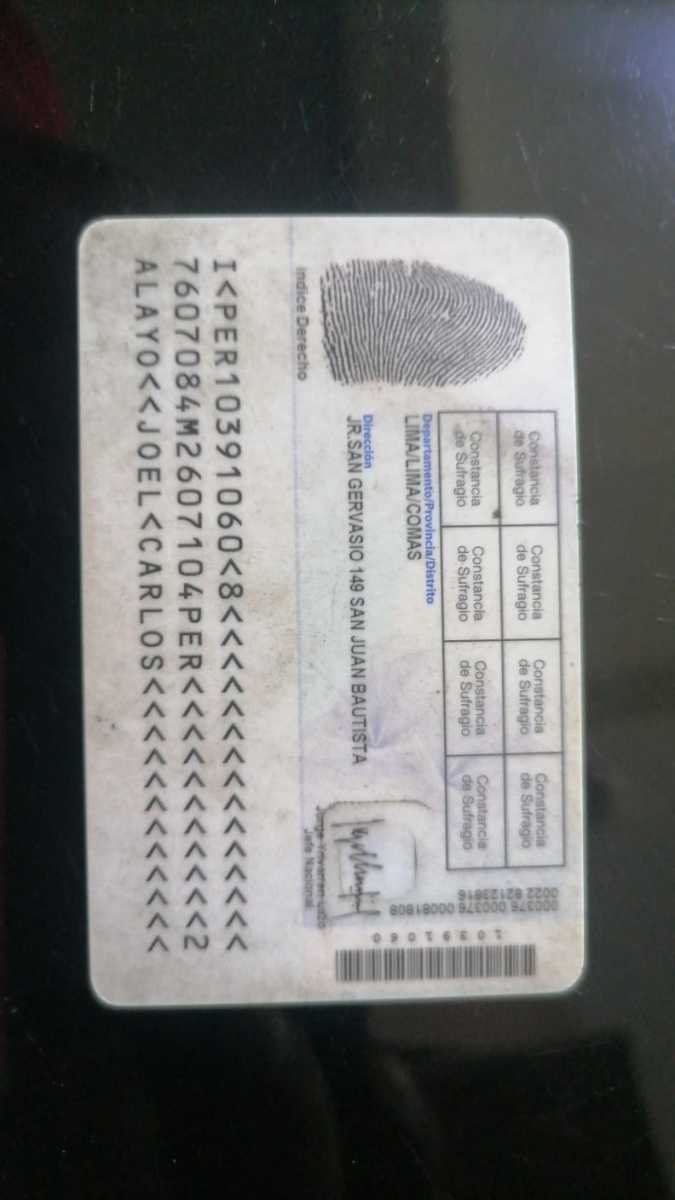 Constancia de Sufragio
Constancia de Sufragio
Constancia de Sufragio
Constancia de Sufragio
Constancia de Sufragio
Constancia de Sufragio
Constancia de Sufragio
Constancia de Sufragio
10391060
Departamento/Provincia/Distrito
LIMA/LIMA/COMAS
Dirección
JR.SAN GERVASIO 149 SAN JUAN BAUTISTA
Indice Derecho
Jefe Nacional
I<PER10391060<8<<<<<<<<<<<<<<<
7607084M2607104PER<<<<<<<<<<<2
ALAYO<<JOEL<CARLOS<<<<<<<<<<<<